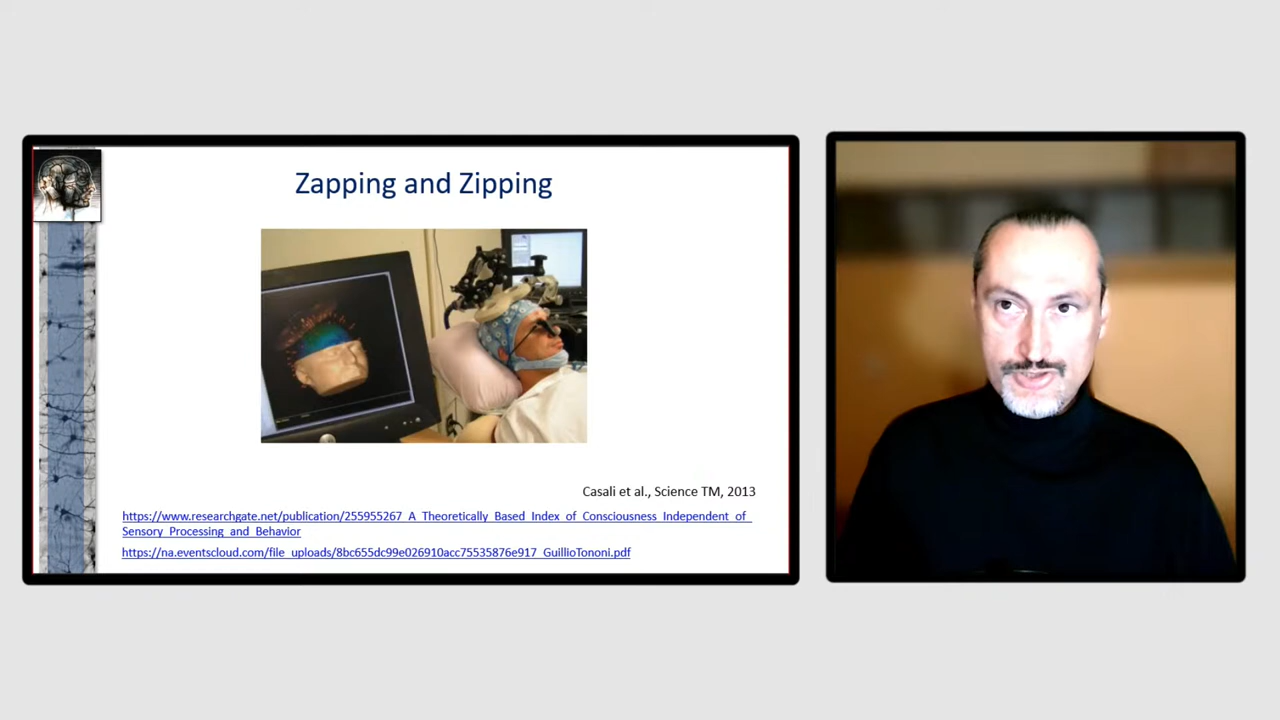 Zapping and Zipping
Casali et al., Science TM, 2013
https://www.researchgate.net/publication/255955267_A_Theoretically_Based_Index_of_Consciousness_Independent_of_
Sensory_Processing_and_Behavior
https://na.eventscloud.com/file_uploads/8bc655dc99e026910acc75535876e917_GuillioTononi.pdf